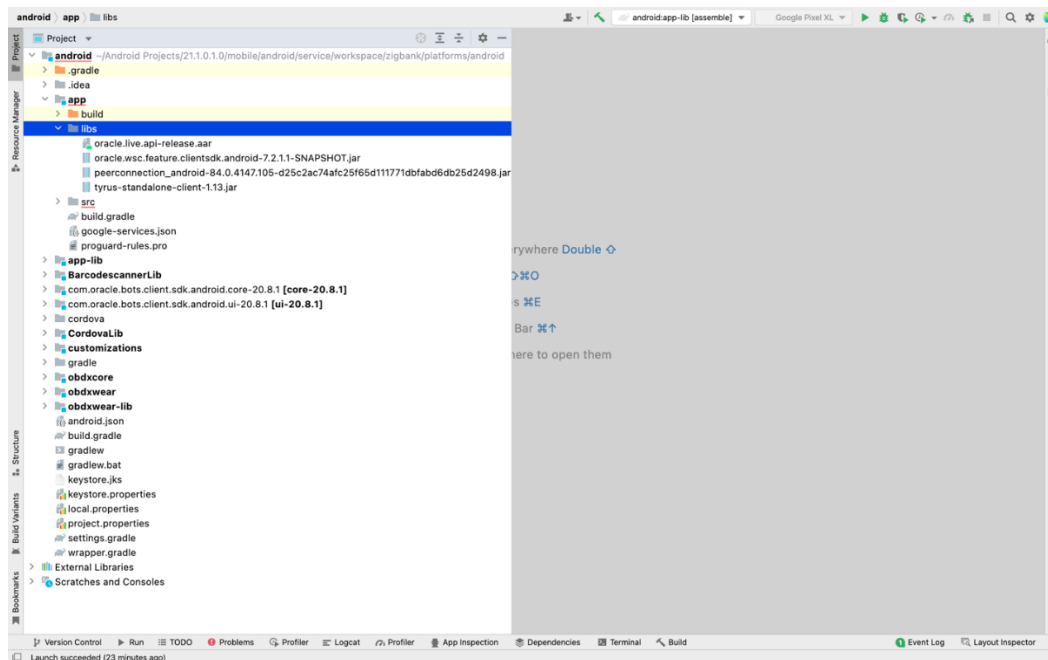 android app libs
android:app-lib [assemble] Google Pixel XL
Project
android ~/Android Projects/21.1.0.1.0/mobile/android/service/workspace/zigbank/platforms/android
.gradle
.idea
app
build
libs
oracle.live.api-release.aar
oracle.wsc.feature.clientsdk.android-7.2.1.1-SNAPSHOT.jar
peerconnection_android-84.0.4147.105-d25c2ac74afc25f65d111771dbfabd6db25d2498.jar
tyrus-standalone-client-1.13.jar
src
build.gradle
google-services.json
proguard-rules.pro
app-lib
BarcodescannerLib
com.oracle.bots.client.sdk.android.core-20.8.1 [core-20.8.1]
com.oracle.bots.client.sdk.android.ui-20.8.1 [ui-20.8.1]
cordova
CordovaLib
customizations
gradle
obdxcore
obdxwear
obdxwear-lib
android.json
build.gradle
gradlew
gradlew.bat
keystore.jks
keystore.properties
local.properties
project.properties
settings.gradle
wrapper.gradle
External Libraries
Scratches and Consoles
rywhere Double ⇧
⇧⌘O
s ⌘E
Bar ⌘↑
here to open them
Project
Resource Manager
Structure
Build Variants
Bookmarks
Version Control Run TODO Problems Profiler Logcat Profiler App Inspection Dependencies Terminal Build 1 Event Log Layout Inspector
Launch succeeded (23 minutes ago)